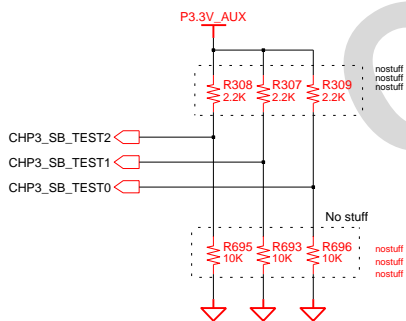 P3.3V_AUX
nostuff
nostuff
nostuff
R308 R307 R309
2.2K 2.2K 2.2K
CHP3_SB_TEST2
CHP3_SB_TEST1
CHP3_SB_TEST0
No stuff
R695 R693 R696
10K 10K 10K
nostuff
nostuff
nostuff